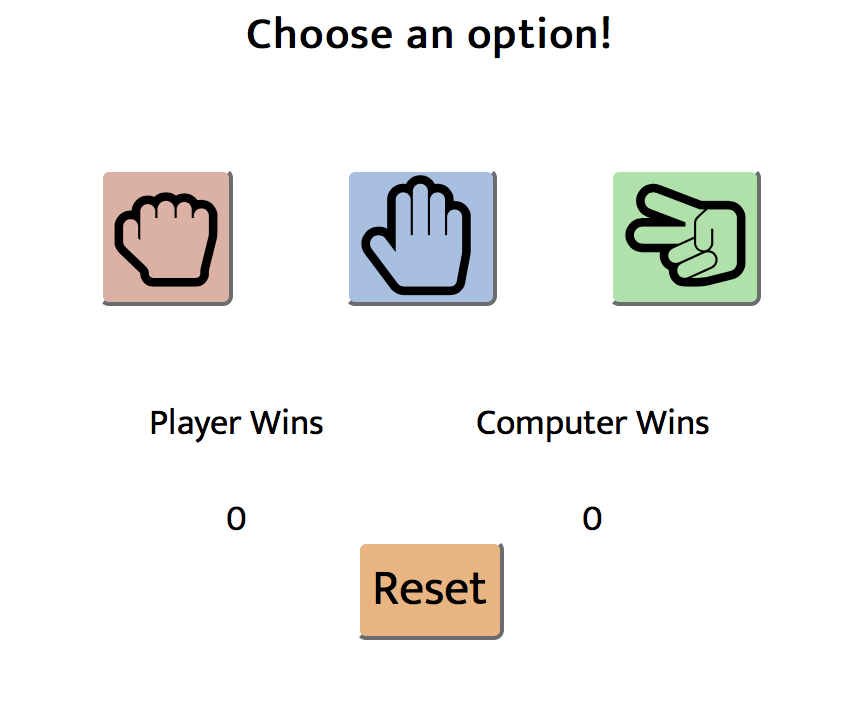 Choose an option!
Player Wins
Computer Wins
0
0
Reset